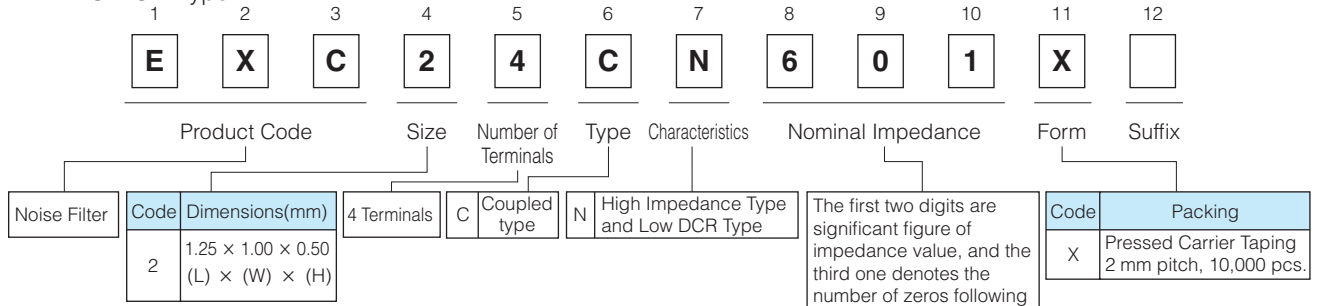 Type
1 2 3 4 5 6 7 8 9 10 11 12
E X C 2 4 C N 6 0 1 X
Product Code Size Number of Terminals Type Characteristics Nominal Impedance Form Suffix
Noise Filter
Code Dimensions(mm)
2 1.25 × 1.00 × 0.50
(L) × (W) × (H)
4 Terminals
C Coupled
type
N High Impedance Type
and Low DCR Type
The first two digits are
significant figure of
impedance value, and the
third one denotes the
number of zeros following
Code Packing
X Pressed Carrier Taping
2 mm pitch, 10,000 pcs.